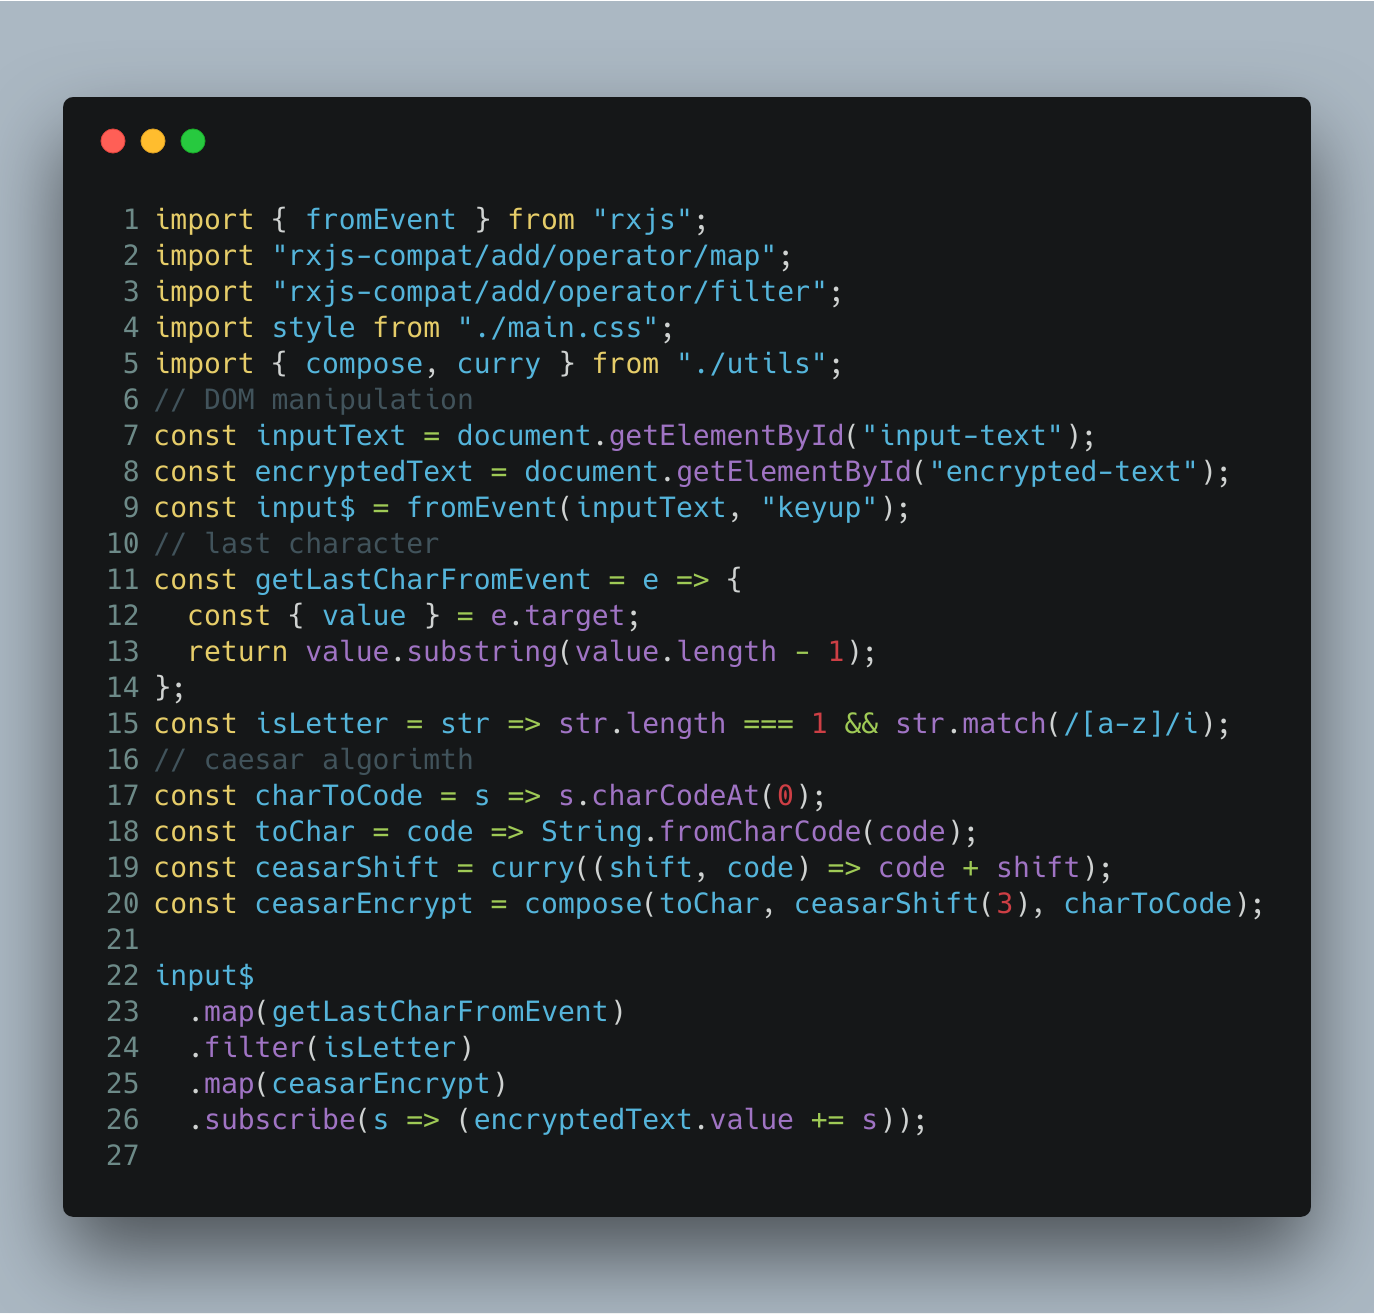 1 import { fromEvent } from "rxjs";
2 import "rxjs-compat/add/operator/map";
3 import "rxjs-compat/add/operator/filter";
4 import style from "./main.css";
5 import { compose, curry } from "./utils";
6 // DOM manipulation
7 const inputText = document.getElementById("input-text");
8 const encryptedText = document.getElementById("encrypted-text");
9 const input$ = fromEvent(inputText, "keyup");
10 // last character
11 const getLastCharFromEvent = e => {
12   const { value } = e.target;
13   return value.substring(value.length - 1);
14 };
15 const isLetter = str => str.length === 1 && str.match(/[a-z]/i);
16 // caesar algorimth
17 const charToCode = s => s.charCodeAt(0);
18 const toChar = code => String.fromCharCode(code);
19 const ceasarShift = curry((shift, code) => code + shift);
20 const ceasarEncrypt = compose(toChar, ceasarShift(3), charToCode);
21
22 input$
23   .map(getLastCharFromEvent)
24   .filter(isLetter)
25   .map(ceasarEncrypt)
26   .subscribe(s => (encryptedText.value += s));
27